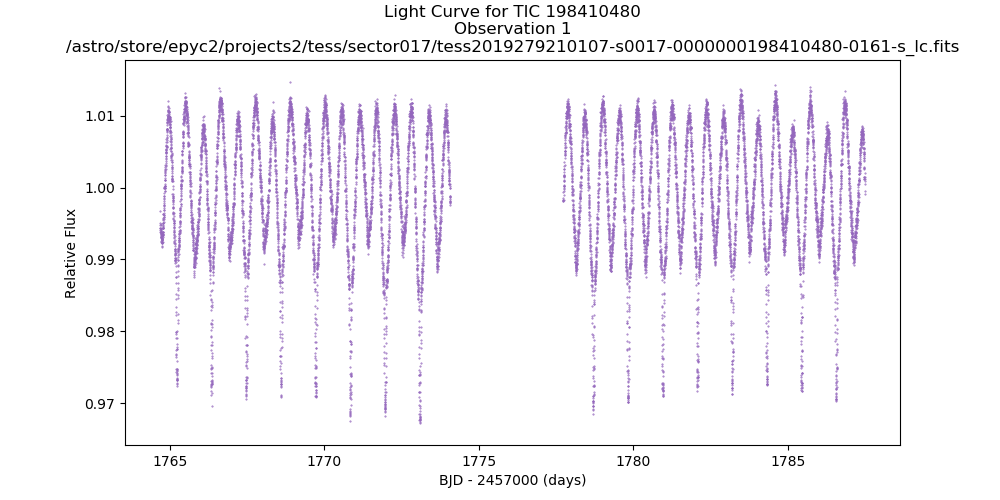 Light Curve for TIC 198410480
Observation 1
/astro/store/epyc2/projects2/tess/sector017/tess2019279210107-s0017-0000000198410480-0161-s_lc.fits
1.01
1.00
0.99
0.98
0.97
Relative Flux
1765
1770
1775
1780
1785
BJD - 2457000 (days)